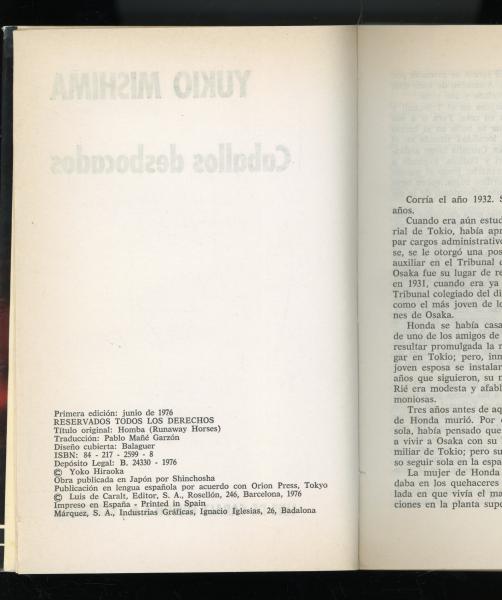 YUKIO MISHIMA
Caballos desbocados
Primera edición: junio de 1976
RESERVADOS TODOS LOS DERECHOS
Título original: Homba (Runaway Horses)
Traducción: Pablo Mañé Garzón
Diseño cubierta: Balaguer
ISBN: 84 - 217 - 2599 - 8
Depósito Legal: B. 24330 - 1976
© Yoko Hiraoka
Obra publicada en Japón por Shinchosha
Publicación en lengua española por acuerdo con Orion Press, Tokyo
© Luis de Caralt, Editor, S. A., Rosellón, 246, Barcelona, 1976
Impreso en España - Printed in Spain
Márquez, S. A., Industrias Gráficas, Ignacio Iglesias, 26, Badalona
Corría el año 1932. S
años.
Cuando era aún estud
rial de Tokio, había apr
par cargos administrativo
se, se le otorgó una pos
auxiliar en el Tribunal d
Osaka fue su lugar de re
en 1931, cuando era ya
Tribunal colegiado del di
como el más joven de lo
nes de Osaka.
Honda se había casa
de uno de los amigos de
resultar promulgada la r
gar en Tokio; pero, inm
joven esposa se instalar
años que siguieron, su m
Rié era modesta y afabl
moniosas.
Tres años antes de aq
de Honda murió. Por e
sola, había pensado que
a vivir a Osaka con su
miliar de Tokio; pero su
so seguir sola en la espa
La mujer de Honda
daba en los quehaceres
lada en que vivía el ma
ciones en la planta supe